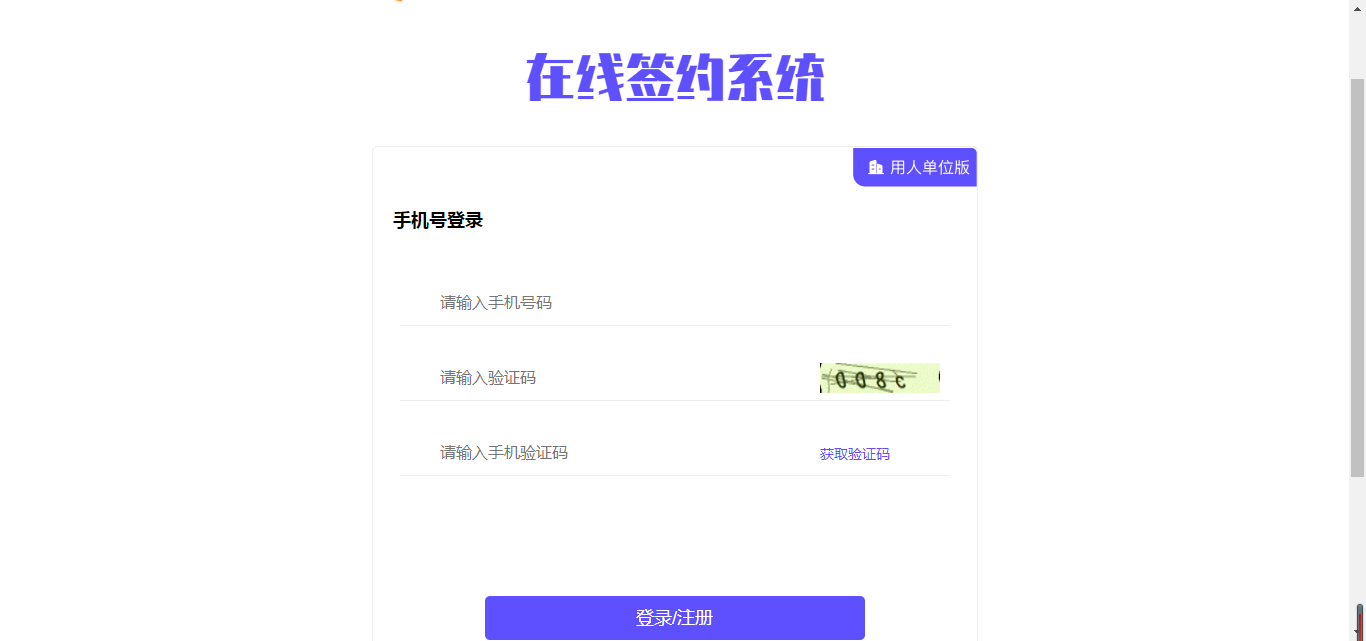 在线签约系统
用人单位版
手机号登录
请输入手机号码
请输入验证码
008c
请输入手机验证码 获取验证码
登录/注册